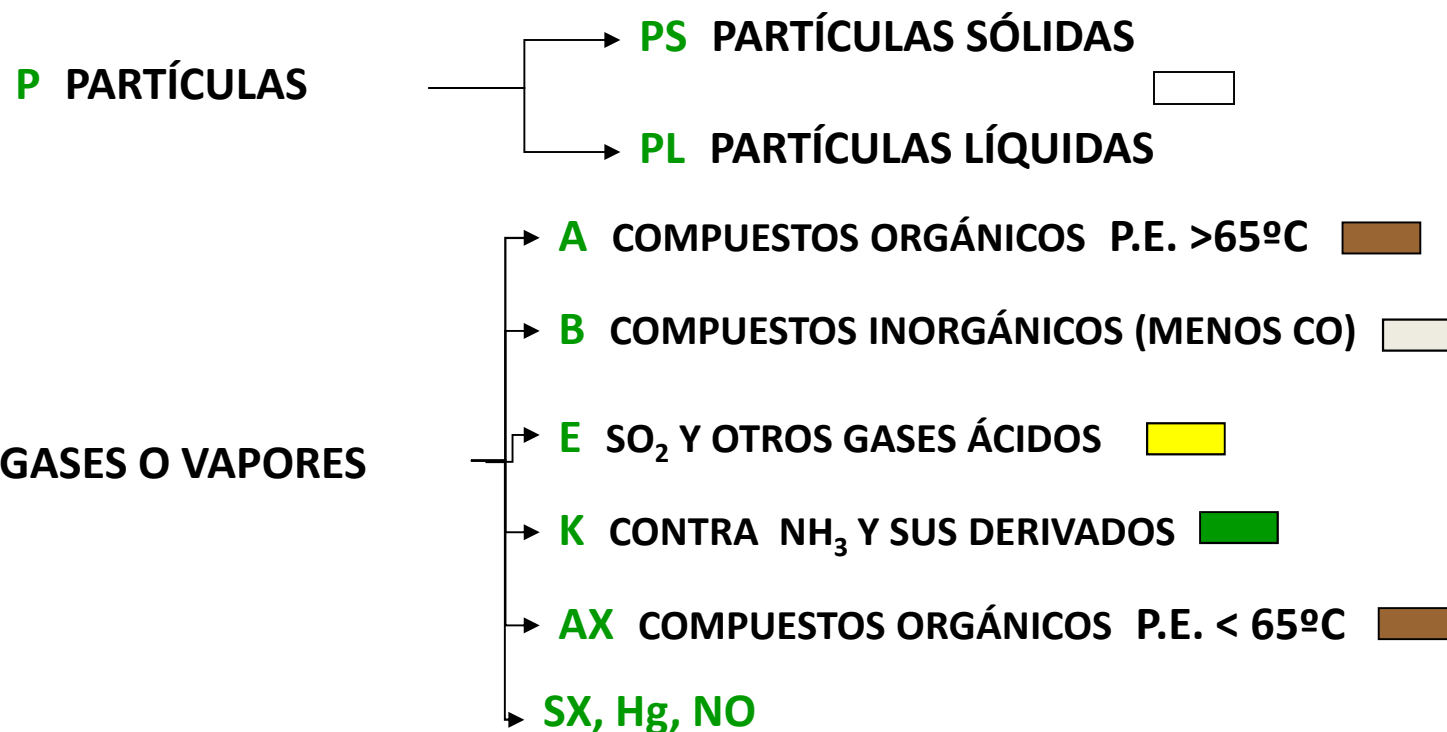 PS PARTÍCULAS SÓLIDAS
P PARTÍCULAS
PL PARTÍCULAS LÍQUIDAS
A COMPUESTOS ORGÁNICOS P.E. >65ºC
B COMPUESTOS INORGÁNICOS (MENOS CO)
E SO₂ Y OTROS GASES ÁCIDOS
GASES O VAPORES
K CONTRA NH₃ Y SUS DERIVADOS
AX COMPUESTOS ORGÁNICOS P.E. < 65ºC
SX, Hg, NO